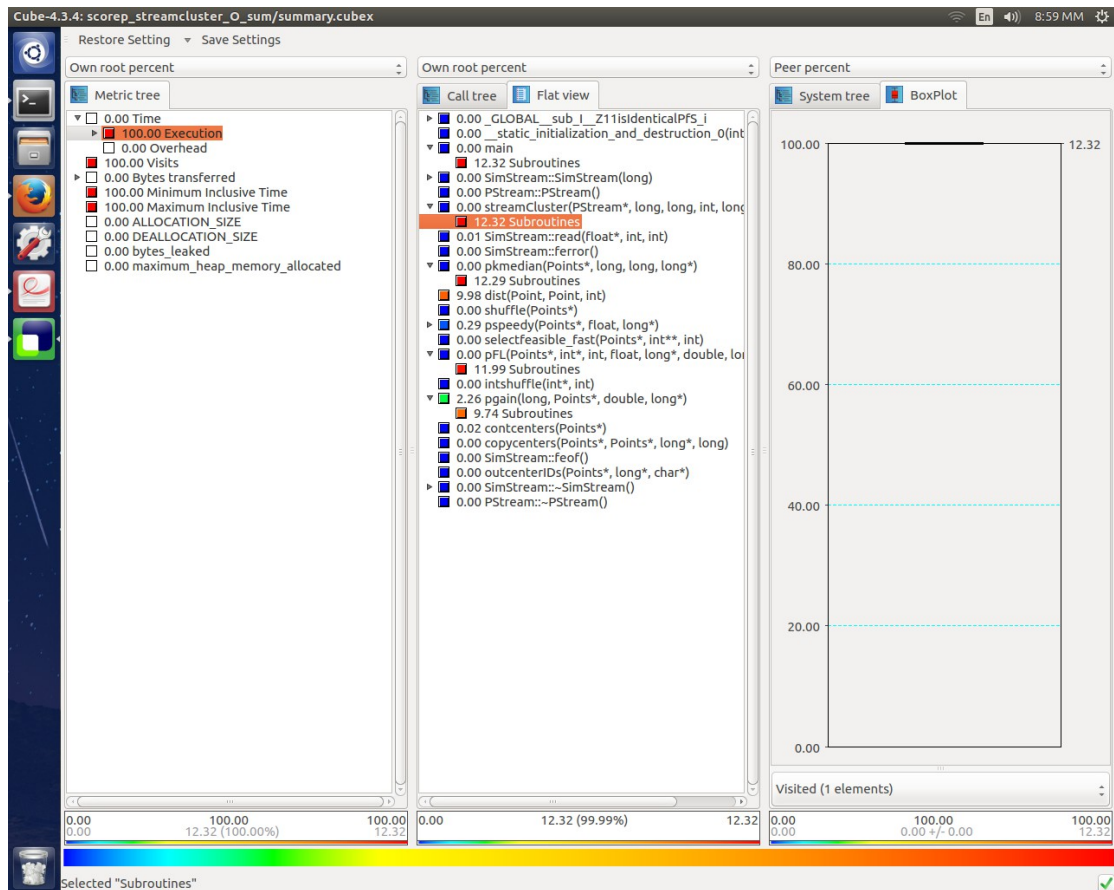 Cube-4.3.4: scorep_streamcluster_O_sum/summary.cubex
En 8:59 MM
Restore Setting Save Settings
Own root percent
Metric tree
0.00 Time
100.00 Execution
0.00 Overhead
100.00 Visits
0.00 Bytes transferred
100.00 Minimum Inclusive Time
100.00 Maximum Inclusive Time
0.00 ALLOCATION_SIZE
0.00 DEALLOCATION_SIZE
0.00 bytes_leaked
0.00 maximum_heap_memory_allocated
0.00 100.00 100.00
0.00 12.32 (100.00%) 12.32
Own root percent
Call tree Flat view
0.00 _GLOBAL__sub_I__Z11isIdenticalPfS_i
0.00 __static_initialization_and_destruction_0(int
0.00 main
12.32 Subroutines
0.00 SimStream::SimStream(long)
0.00 PStream::PStream()
0.00 streamCluster(PStream*, long, long, int, long
12.32 Subroutines
0.01 SimStream::read(float*, int, int)
0.00 SimStream::ferror()
0.00 pkmedian(Points*, long, long, long*)
12.29 Subroutines
9.98 dist(Point, Point, int)
0.00 shuffle(Points*)
0.29 pspeedy(Points*, float, long*)
0.00 selectfeasible_fast(Points*, int**, int)
0.00 pFL(Points*, int*, int, float, long*, double, lon
11.99 Subroutines
0.00 intshuffle(int*, int)
2.26 pgain(long, Points*, double, long*)
9.74 Subroutines
0.02 contcenters(Points*)
0.00 copycenters(Points*, Points*, long*, long)
0.00 SimStream::feof()
0.00 outcenterIDs(Points*, long*, char*)
0.00 SimStream::~SimStream()
0.00 PStream::~PStream()
0.00 12.32 (99.99%) 12.32
Peer percent
System tree BoxPlot
100.00 12.32
80.00
60.00
40.00
20.00
0.00
Visited (1 elements)
0.00 100.00 100.00
0.00 0.00 +/- 0.00 12.32
Selected "Subroutines"